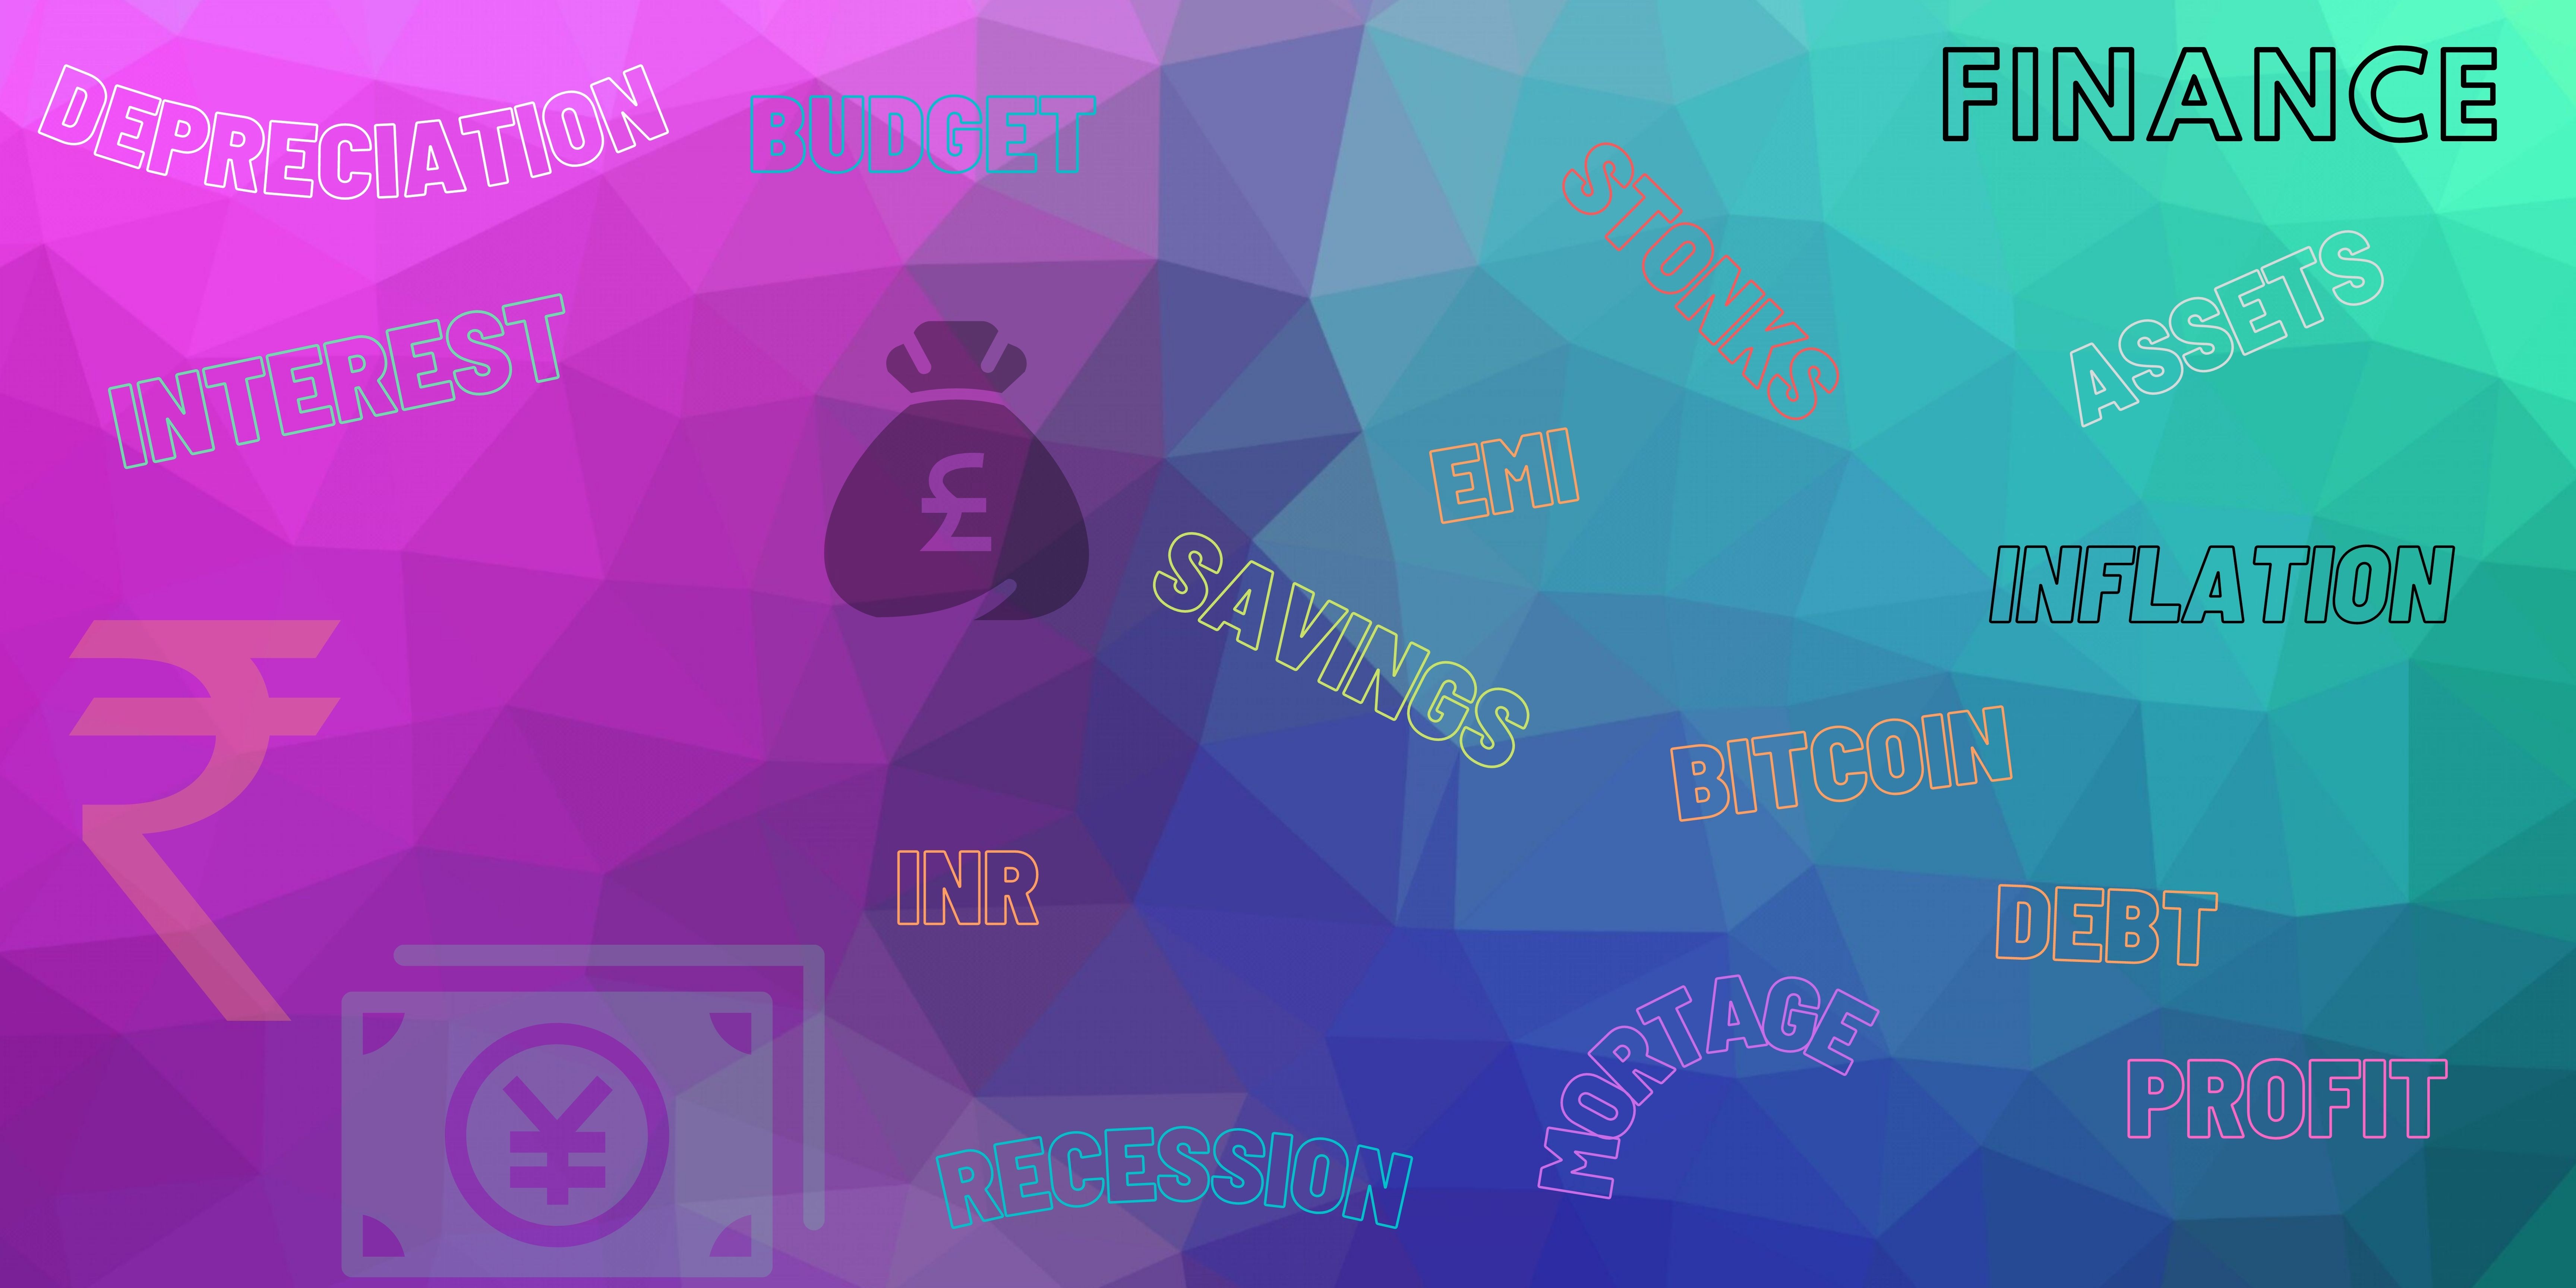 FINANCE
DEPRECIATION
BUDGET
STONKS
ASSETS
INTEREST
EMI
£
SAVINGS
INFLATION
₹
BITCOIN
INR
DEBT
MORTAGE
¥
PROFIT
RECESSION